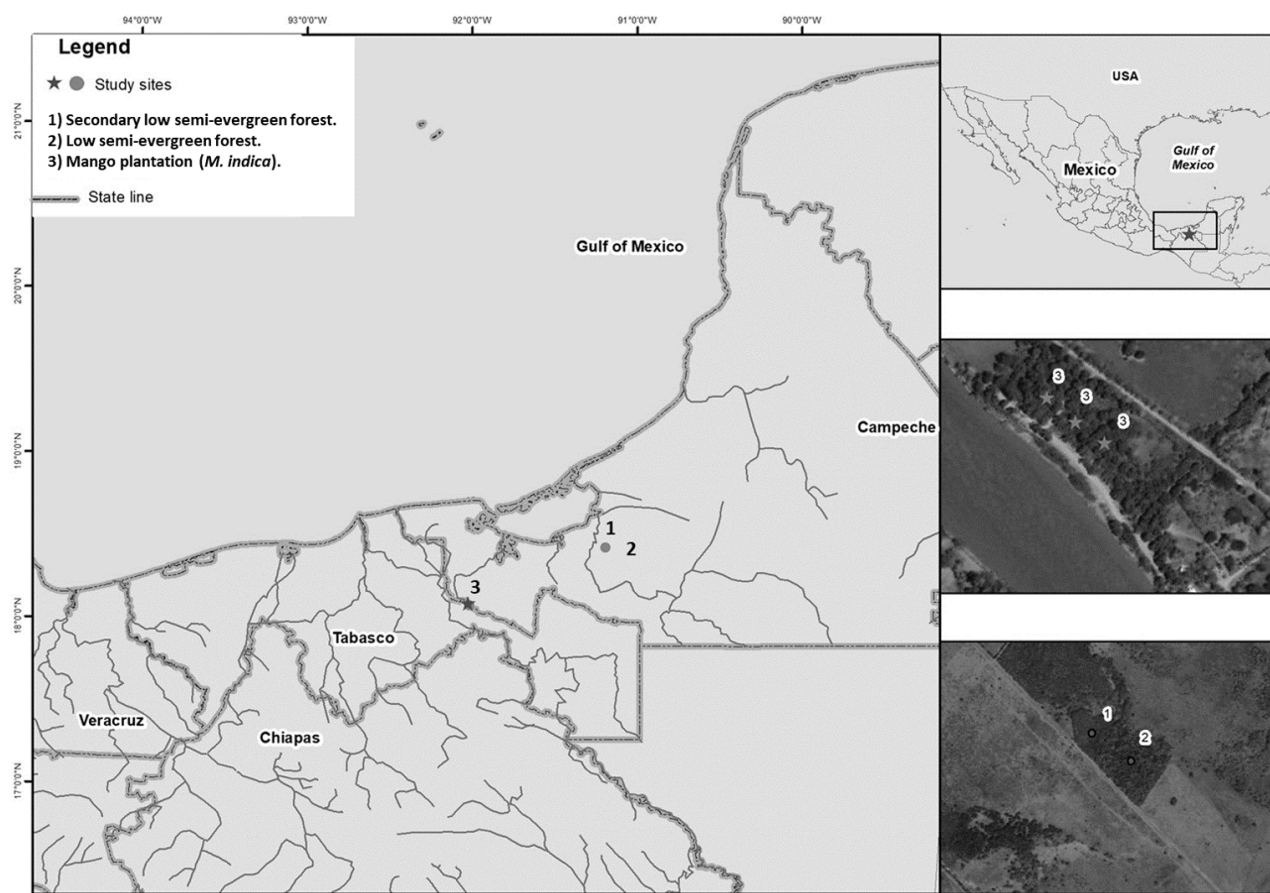 94°0'0"W 93°0'0"W 92°0'0"W 91°0'0"W 90°0'0"W
Legend
Study sites
1) Secondary low semi-evergreen forest.
2) Low semi-evergreen forest.
3) Mango plantation (M. indica).
State line
21°0'0"N
20°0'0"N
19°0'0"N
18°0'0"N
17°0'0"N
Gulf of Mexico
Campeche
1
2
3
Tabasco
Veracruz
Chiapas
USA
Gulf of
Mexico
Mexico
3
3
3
1
2